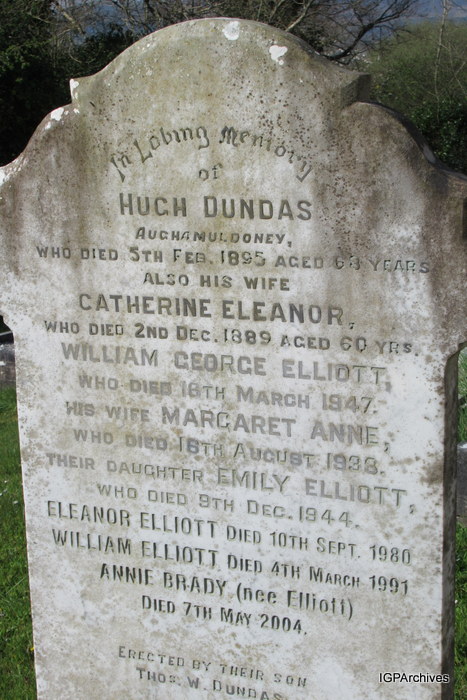 In Loving Memory
of
HUGH DUNDAS
AUGHAMULDONEY,
WHO DIED 5TH FEB. 1895 AGED 68 YEARS
ALSO HIS WIFE
CATHERINE ELEANOR,
WHO DIED 2ND DEC. 1889 AGED 60 YRS.
WILLIAM GEORGE ELLIOTT,
WHO DIED 16TH MARCH 1947.
HIS WIFE MARGARET ANNE,
WHO DIED 16TH AUGUST 1938.
THEIR DAUGHTER EMILY ELLIOTT,
WHO DIED 9TH DEC. 1944.
ELEANOR ELLIOTT DIED 10TH SEPT. 1980
WILLIAM ELLIOTT DIED 4TH MARCH 1991
ANNIE BRADY (nee Elliott)
DIED 7TH MAY 2004.
ERECTED BY THEIR SON
THOS. W. DUNDAS
IGPArchives